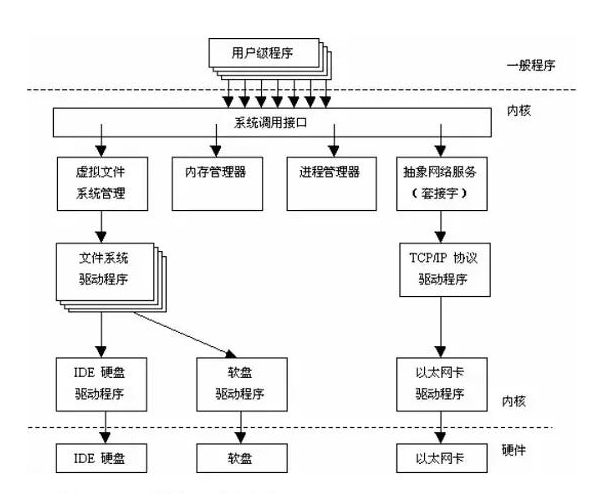 用户级程序
一般程序
内核
系统调用接口
虚拟文件
系统管理
内存管理器
进程管理器
抽象网络服务
(套接字)
文件系统
驱动程序
TCP/IP 协议
驱动程序
IDE 硬盘
驱动程序
软盘
驱动程序
以太网卡
驱动程序
内核
硬件
IDE 硬盘
软盘
以太网卡